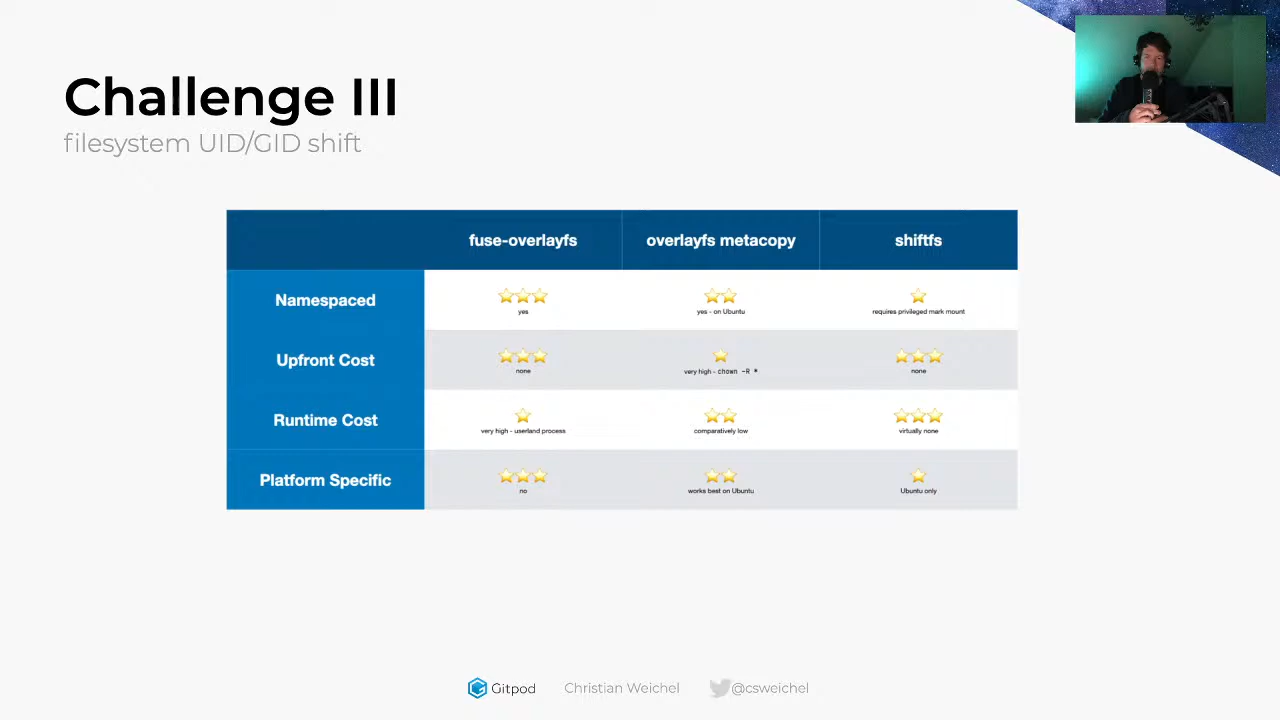 Challenge III
filesystem UID/GID shift
fuse-overlayfs overlayfs metacopy shiftfs
Namespaced
yes
yes - on Ubuntu
requires privileged mark mount
Upfront Cost
none
very high - chown -R *
none
Runtime Cost
very high - userland process
comparatively low
virtually none
Platform Specific
no
works best on Ubuntu
Ubuntu only
Gitpod Christian Weichel @csweichel